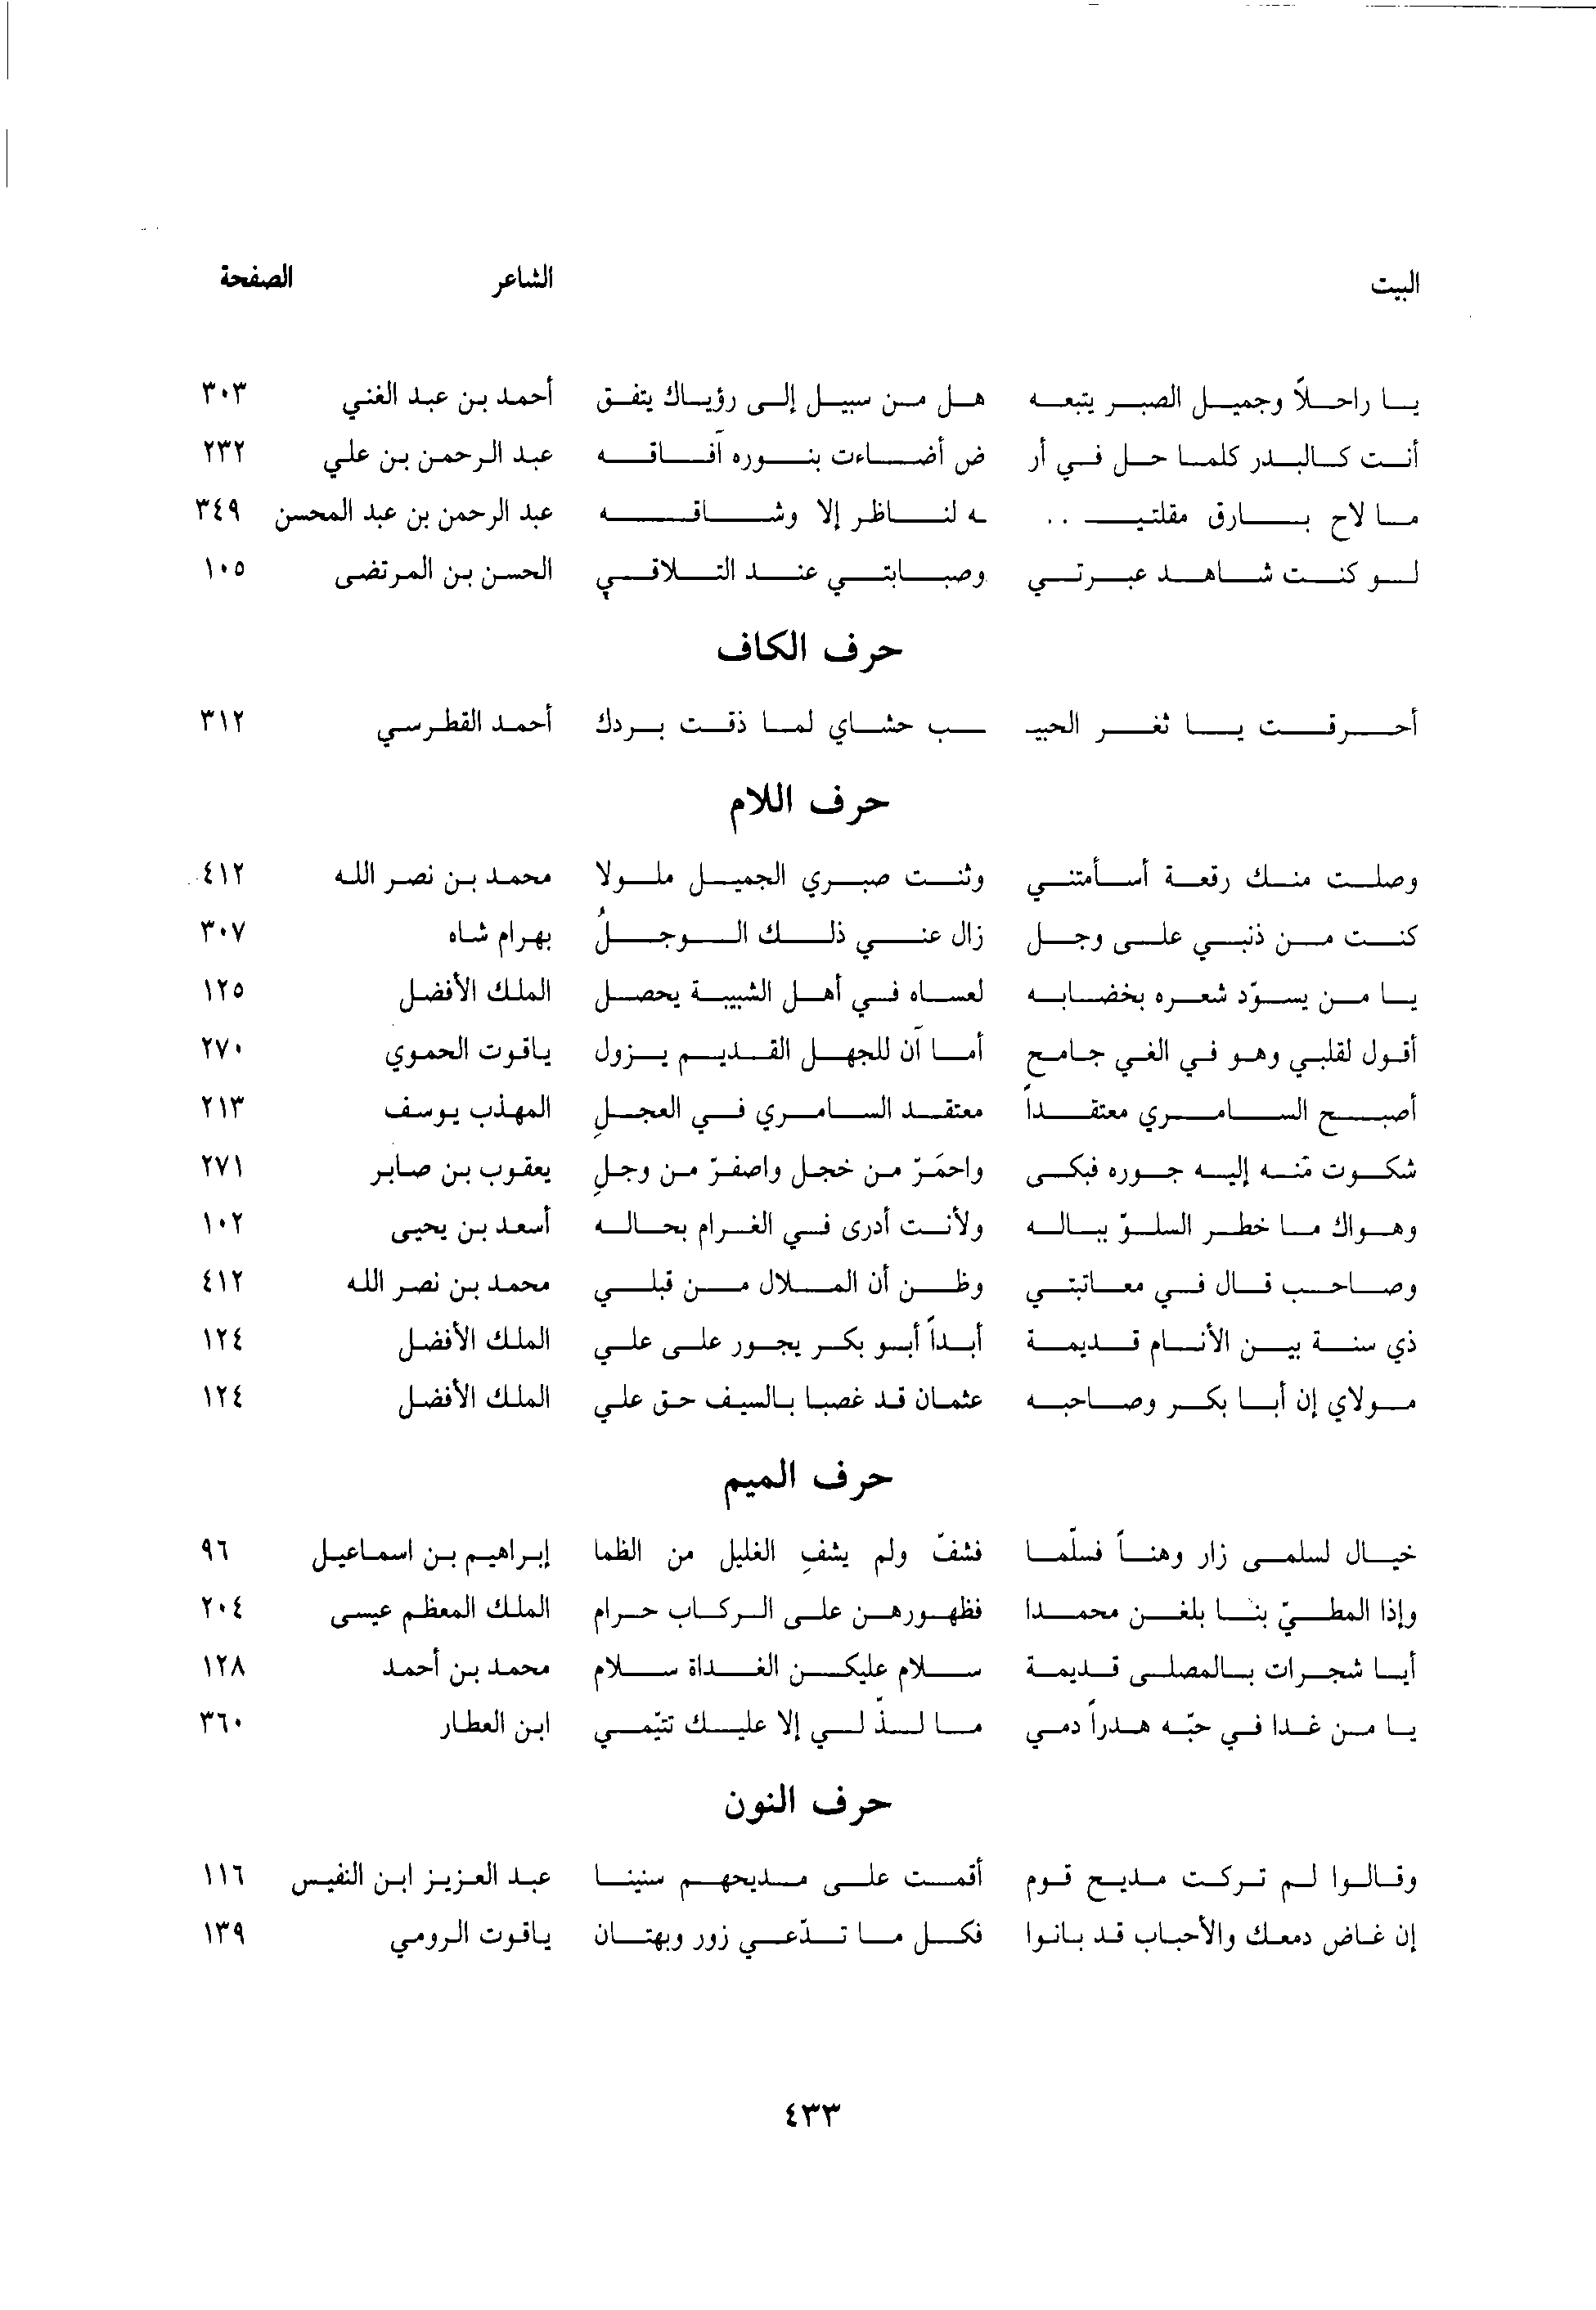 البيت الشاعر الصفحة
يا راحلاً وجميل الصبر يتبعه هل من سبيل إلى رؤياك يتفق أحمد بن عبد الغني ٣٠٣
أنت كالبدر كلما حل في أر ض أضاءت بنوره آفاقه عبد الرحمن بن علي ٢٣٢
ما لاح بارق مقلتيـ .. ـه لناظر إلا وشاقه عبد الرحمن بن عبد المحسن ٣٤٩
لو كنت شاهد عبرتي وصبابتي عند التلاقي الحسن بن المرتضى ١٠٥
حرف الكاف
أحرقت يا ثغر الحبيـ ـب حشاي لما ذقت بردك أحمد القطرسي ٣١٢
حرف اللام
وصلت منك رقعة أسأمتني وثنت صبري الجميل ملولا محمد بن نصر الله ٤١٢
كنت من ذنبي على وجل زال عني ذلك الوجلُ بهرام شاه ٣٠٧
يا من يسوّد شعره بخضابه لعساه في أهل الشبيبة يحصل الملك الأفضل ١٢٥
أقول لقلبي وهو في الغي جامح أما آن للجهل القديم يزول ياقوت الحموي ٢٧٠
أصبح السامري معتقداً معتقد السامري في العجلِ المهذب يوسف ٢١٣
شكوت مّنه إليه جوره فبكى واحمَرّ من خجل واصفرّ من وجلِ يعقوب بن صابر ٢٧١
وهواك ما خطر السلوّ بباله ولأنت أدرى في الغرام بحاله أسعد بن يحيى ١٠٢
وصاحب قال في معاتبتي وظن أن الملال من قبلي محمد بن نصر الله ٤١٢
ذي سنة بين الأنام قديمة أبداً أبو بكر يجور على علي الملك الأفضل ١٢٤
مولاي إن أبا بكر وصاحبه عثمان قد غصبا بالسيف حق علي الملك الأفضل ١٢٤
حرف الميم
خيال لسلمى زار وهناً فسلّما فشفّ ولم يشفِ الغليل من الظما إبراهيم بن اسماعيل ٩٦
وإذا المطيّ بنا بلغن محمدا فظهورهن على الركاب حرام الملك المعظم عيسى ٢٠٤
أيا شجرات بالمصلى قديمة سلام عليكن الغداة سلام محمد بن أحمد ١٢٨
يا من غدا في حبّه هدراً دمي ما لذّ لي إلا عليك تتيّمي ابن العطار ٣٦٠
حرف النون
وقالوا لم تركت مديح قوم أقمت على مديحهم سنينا عبد العزيز ابن النفيس ١١٦
إن غاض دمعك والأحباب قد بانوا فكل ما تدّعي زور وبهتان ياقوت الرومي ١٣٩
٤٣٣